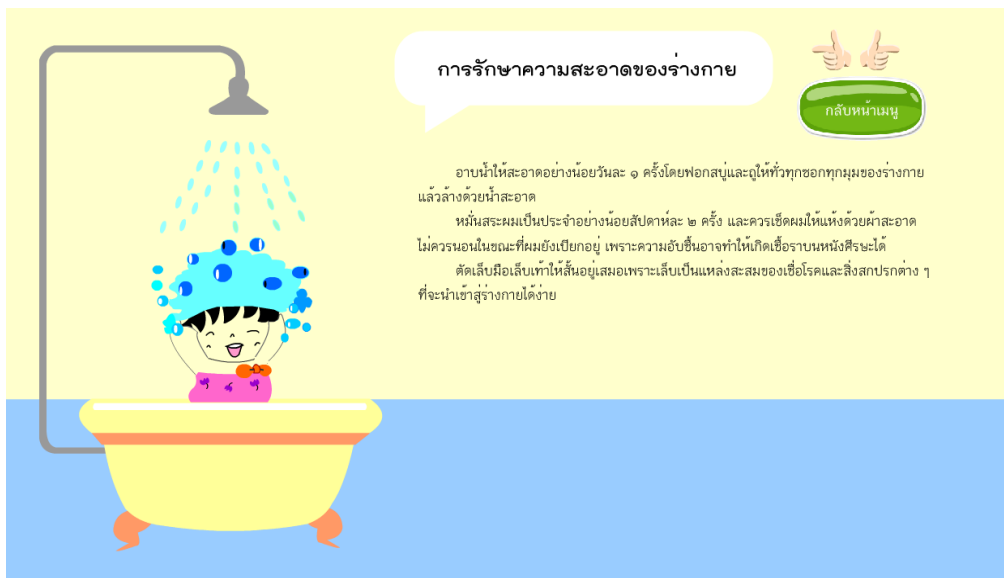 การรักษาความสะอาดของร่างกาย
กลับหน้าเมนู
อาบน้ำให้สะอาดอย่างน้อยวันละ ๑ ครั้งโดยฟอกสบู่และถูให้ทั่วทุกซอกทุกมุมของร่างกาย
แล้วล้างด้วยน้ำสะอาด
หมั่นสระผมเป็นประจำอย่างน้อยสัปดาห์ละ ๒ ครั้ง และควรเช็ดผมให้แห้งด้วยผ้าสะอาด
ไม่ควรนอนในขณะที่ผมยังเปียกอยู่ เพราะความอับชื้นอาจทำให้เกิดเชื้อราบนหนังศีรษะได้
ตัดเล็บมือเล็บเท้าให้สั้นอยู่เสมอเพราะเล็บเป็นแหล่งสะสมของเชื่อโรคและสิ่งสกปรกต่าง ๆ
ที่จะนำเข้าสู่ร่างกายได้ง่าย